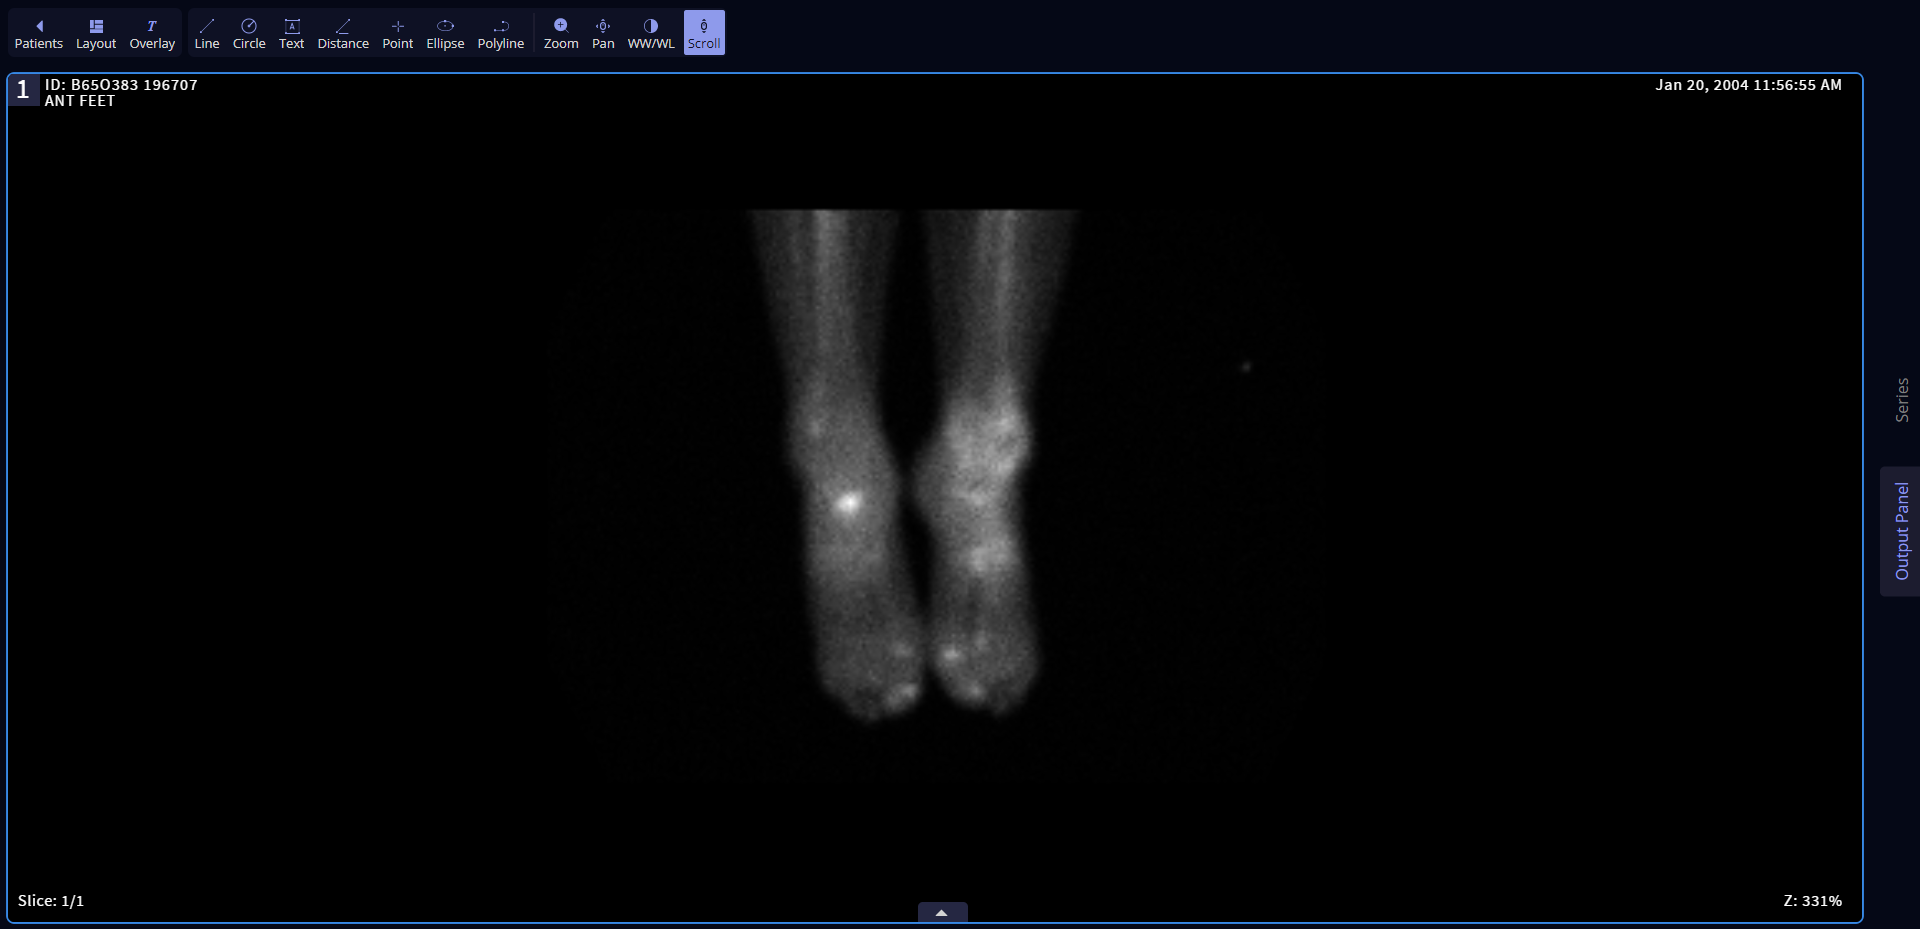 Patients Layout Overlay Line Circle Text Distance Point Ellipse Polyline Zoom Pan WW/WL Scroll
1
ID: B65O383 196707
ANT FEET
Jan 20, 2004 11:56:55 AM
Series
Output Panel
Slice: 1/1
Z: 331%